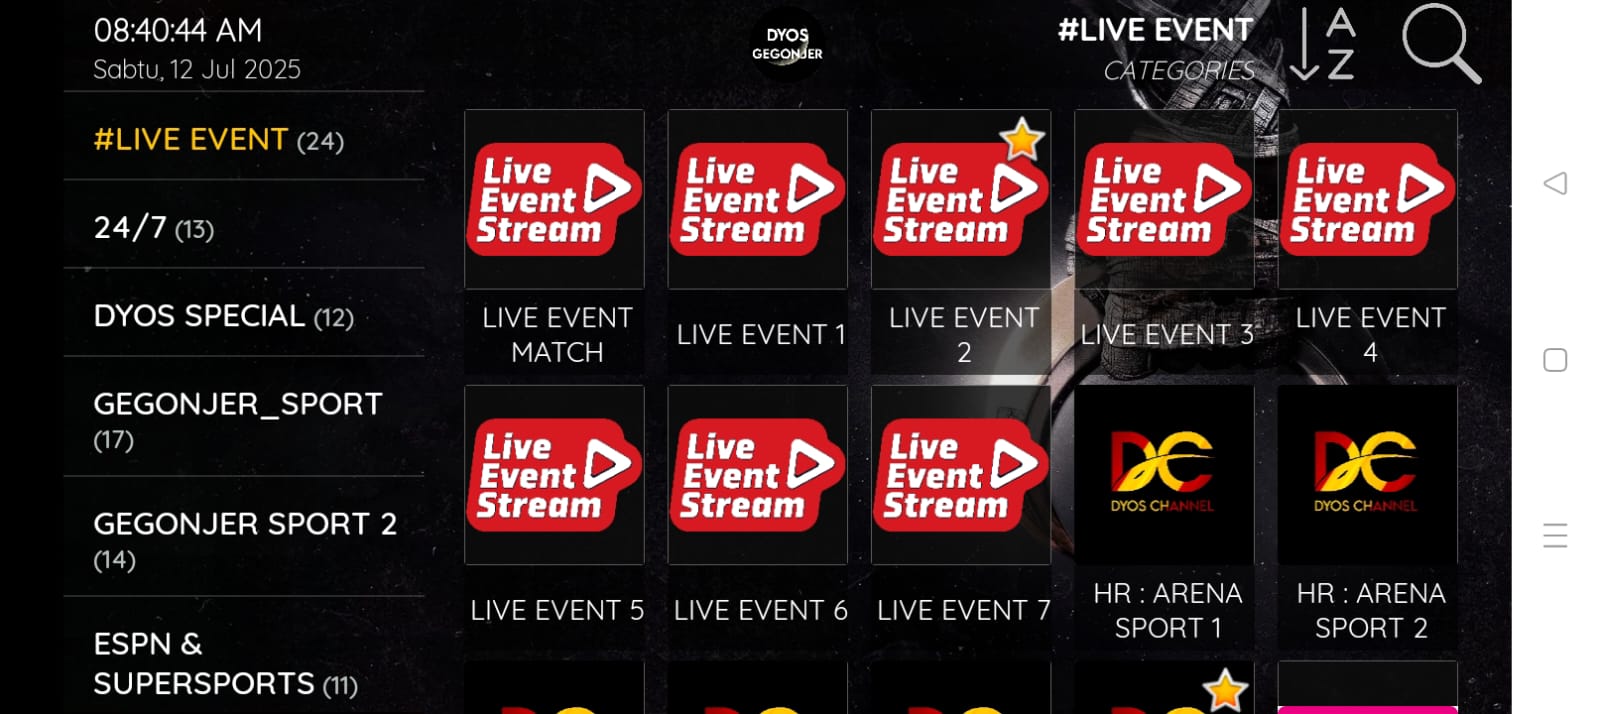 08:40:44 AM
Sabtu, 12 Jul 2025
DYOS
GEGONJER
#LIVE EVENT
CATEGORIES
A
Z
#LIVE EVENT (24)
24/7 (13)
DYOS SPECIAL (12)
GEGONJER_SPORT
(17)
GEGONJER SPORT 2
(14)
ESPN &
SUPERSPORTS (11)
Live
Event
Stream
LIVE EVENT
MATCH
Live
Event
Stream
LIVE EVENT 1
Live
Event
Stream
LIVE EVENT
2
Live
Event
Stream
LIVE EVENT 3
Live
Event
Stream
LIVE EVENT
4
Live
Event
Stream
LIVE EVENT 5
Live
Event
Stream
LIVE EVENT 6
Live
Event
Stream
LIVE EVENT 7
DC
DYOS CHANNEL
HR : ARENA
SPORT 1
DC
DYOS CHANNEL
HR : ARENA
SPORT 2